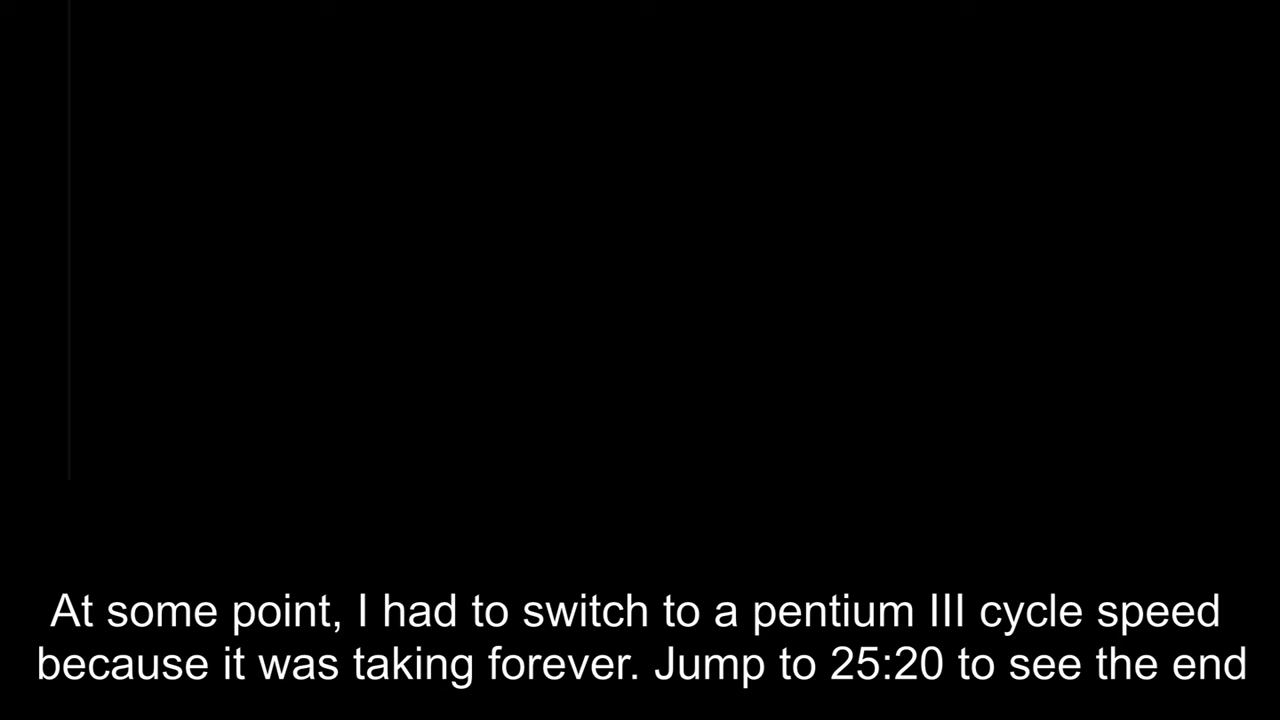 At some point, I had to switch to a pentium III cycle speed
because it was taking forever. Jump to 25:20 to see the end